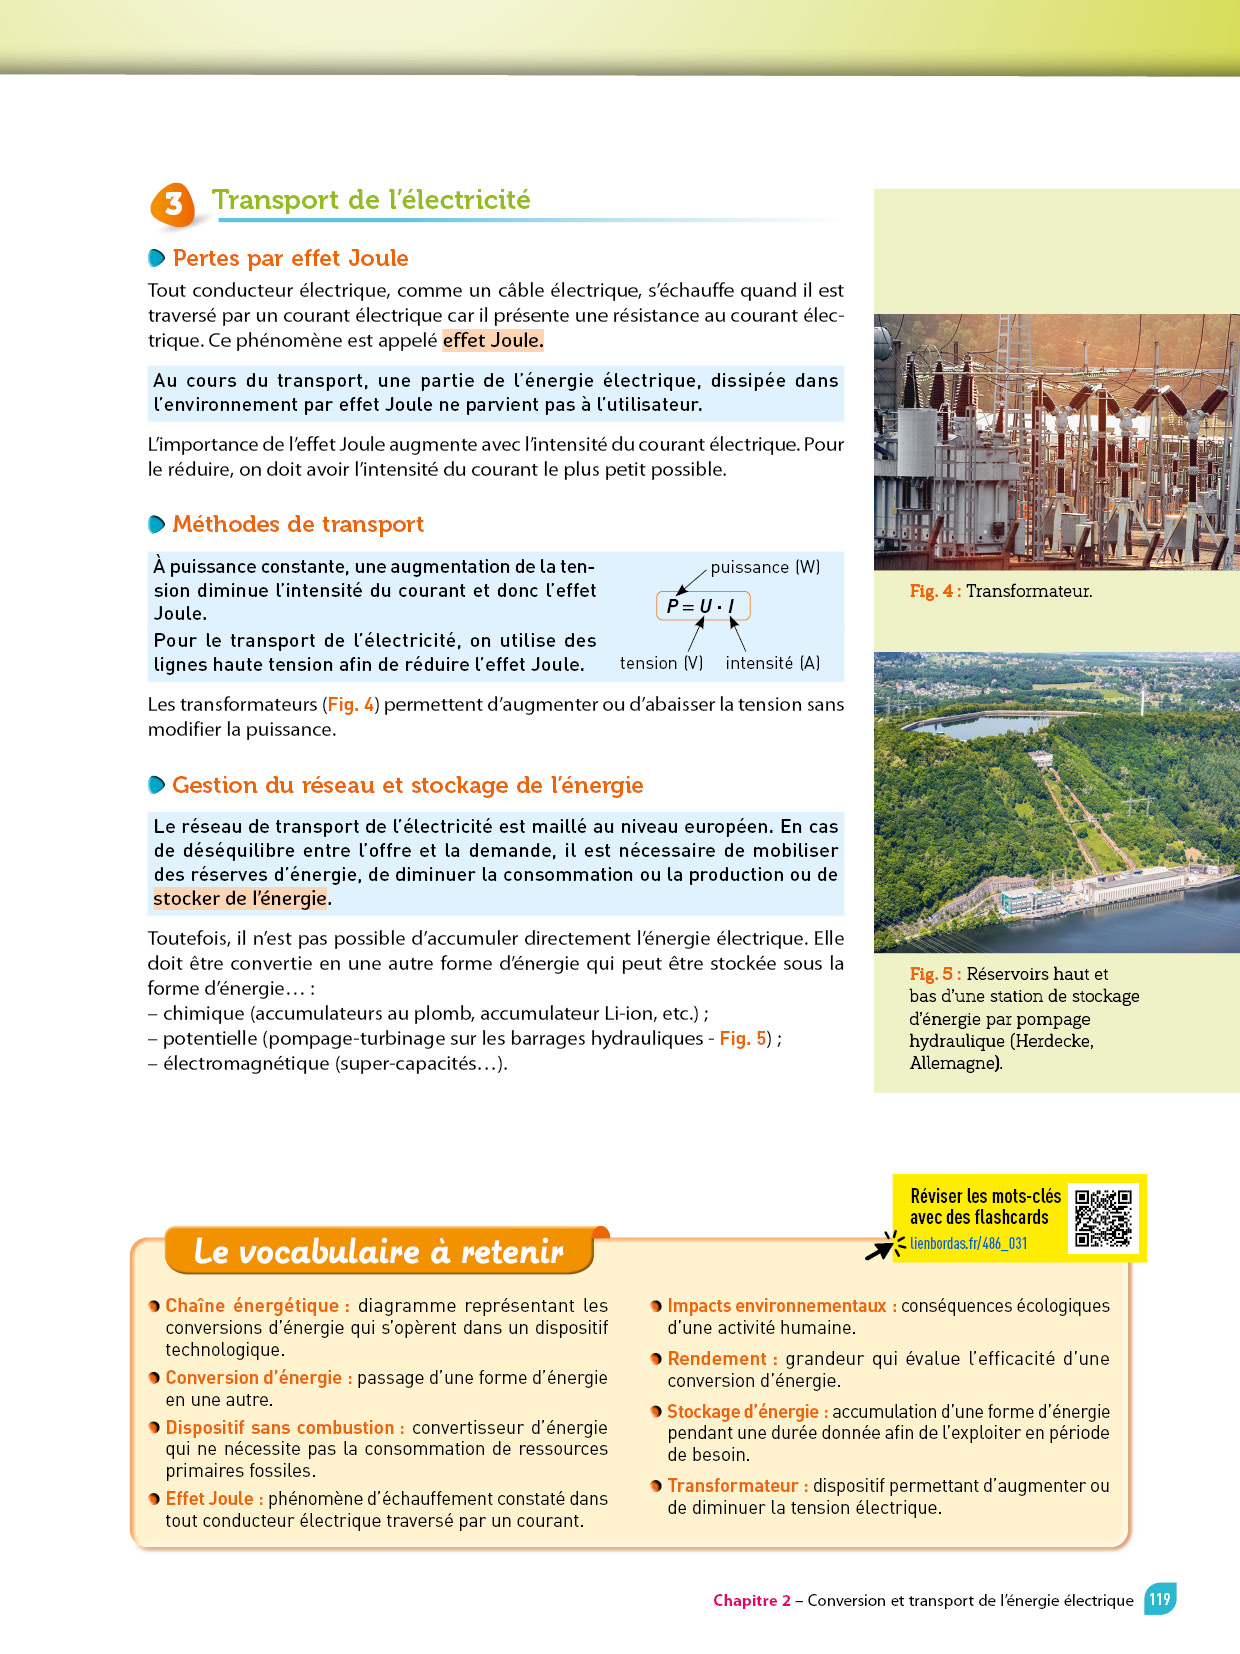 3
Transport de l’électricité
Pertes par effet Joule
Tout conducteur électrique, comme un câble électrique, s’échauffe quand il est
traversé par un courant électrique car il présente une résistance au courant élec-
trique. Ce phénomène est appelé effet Joule.
Au cours du transport, une partie de l’énergie électrique, dissipée dans
l’environnement par effet Joule ne parvient pas à l’utilisateur.
L’importance de l’effet Joule augmente avec l’intensité du courant électrique. Pour
le réduire, on doit avoir l’intensité du courant le plus petit possible.
Méthodes de transport
À puissance constante, une augmentation de la ten-
sion diminue l’intensité du courant et donc l’effet
Joule.
Pour le transport de l’électricité, on utilise des
lignes haute tension afin de réduire l’effet Joule.
puissance (W)
P = U · I
tension (V) intensité (A)
Les transformateurs (Fig. 4) permettent d’augmenter ou d’abaisser la tension sans
modifier la puissance.
Gestion du réseau et stockage de l’énergie
Le réseau de transport de l’électricité est maillé au niveau européen. En cas
de déséquilibre entre l’offre et la demande, il est nécessaire de mobiliser
des réserves d’énergie, de diminuer la consommation ou la production ou de
stocker de l’énergie.
Toutefois, il n’est pas possible d’accumuler directement l’énergie électrique. Elle
doit être convertie en une autre forme d’énergie qui peut être stockée sous la
forme d’énergie… :
– chimique (accumulateurs au plomb, accumulateur Li-ion, etc.) ;
– potentielle (pompage-turbinage sur les barrages hydrauliques - Fig. 5) ;
– électromagnétique (super-capacités…).
Fig. 4 : Transformateur.
Fig. 5 : Réservoirs haut et
bas d’une station de stockage
d’énergie par pompage
hydraulique (Herdecke,
Allemagne).
Réviser les mots-clés
avec des flashcards
lienbordas.fr/486_031
Le vocabulaire à retenir
Chaîne énergétique : diagramme représentant les
conversions d’énergie qui s’opèrent dans un dispositif
technologique.
Conversion d’énergie : passage d’une forme d’énergie
en une autre.
Dispositif sans combustion : convertisseur d’énergie
qui ne nécessite pas la consommation de ressources
primaires fossiles.
Effet Joule : phénomène d’échauffement constaté dans
tout conducteur électrique traversé par un courant.
Impacts environnementaux : conséquences écologiques
d’une activité humaine.
Rendement : grandeur qui évalue l’efficacité d’une
conversion d’énergie.
Stockage d’énergie : accumulation d’une forme d’énergie
pendant une durée donnée afin de l’exploiter en période
de besoin.
Transformateur : dispositif permettant d’augmenter ou
de diminuer la tension électrique.
Chapitre 2 – Conversion et transport de l’énergie électrique 119